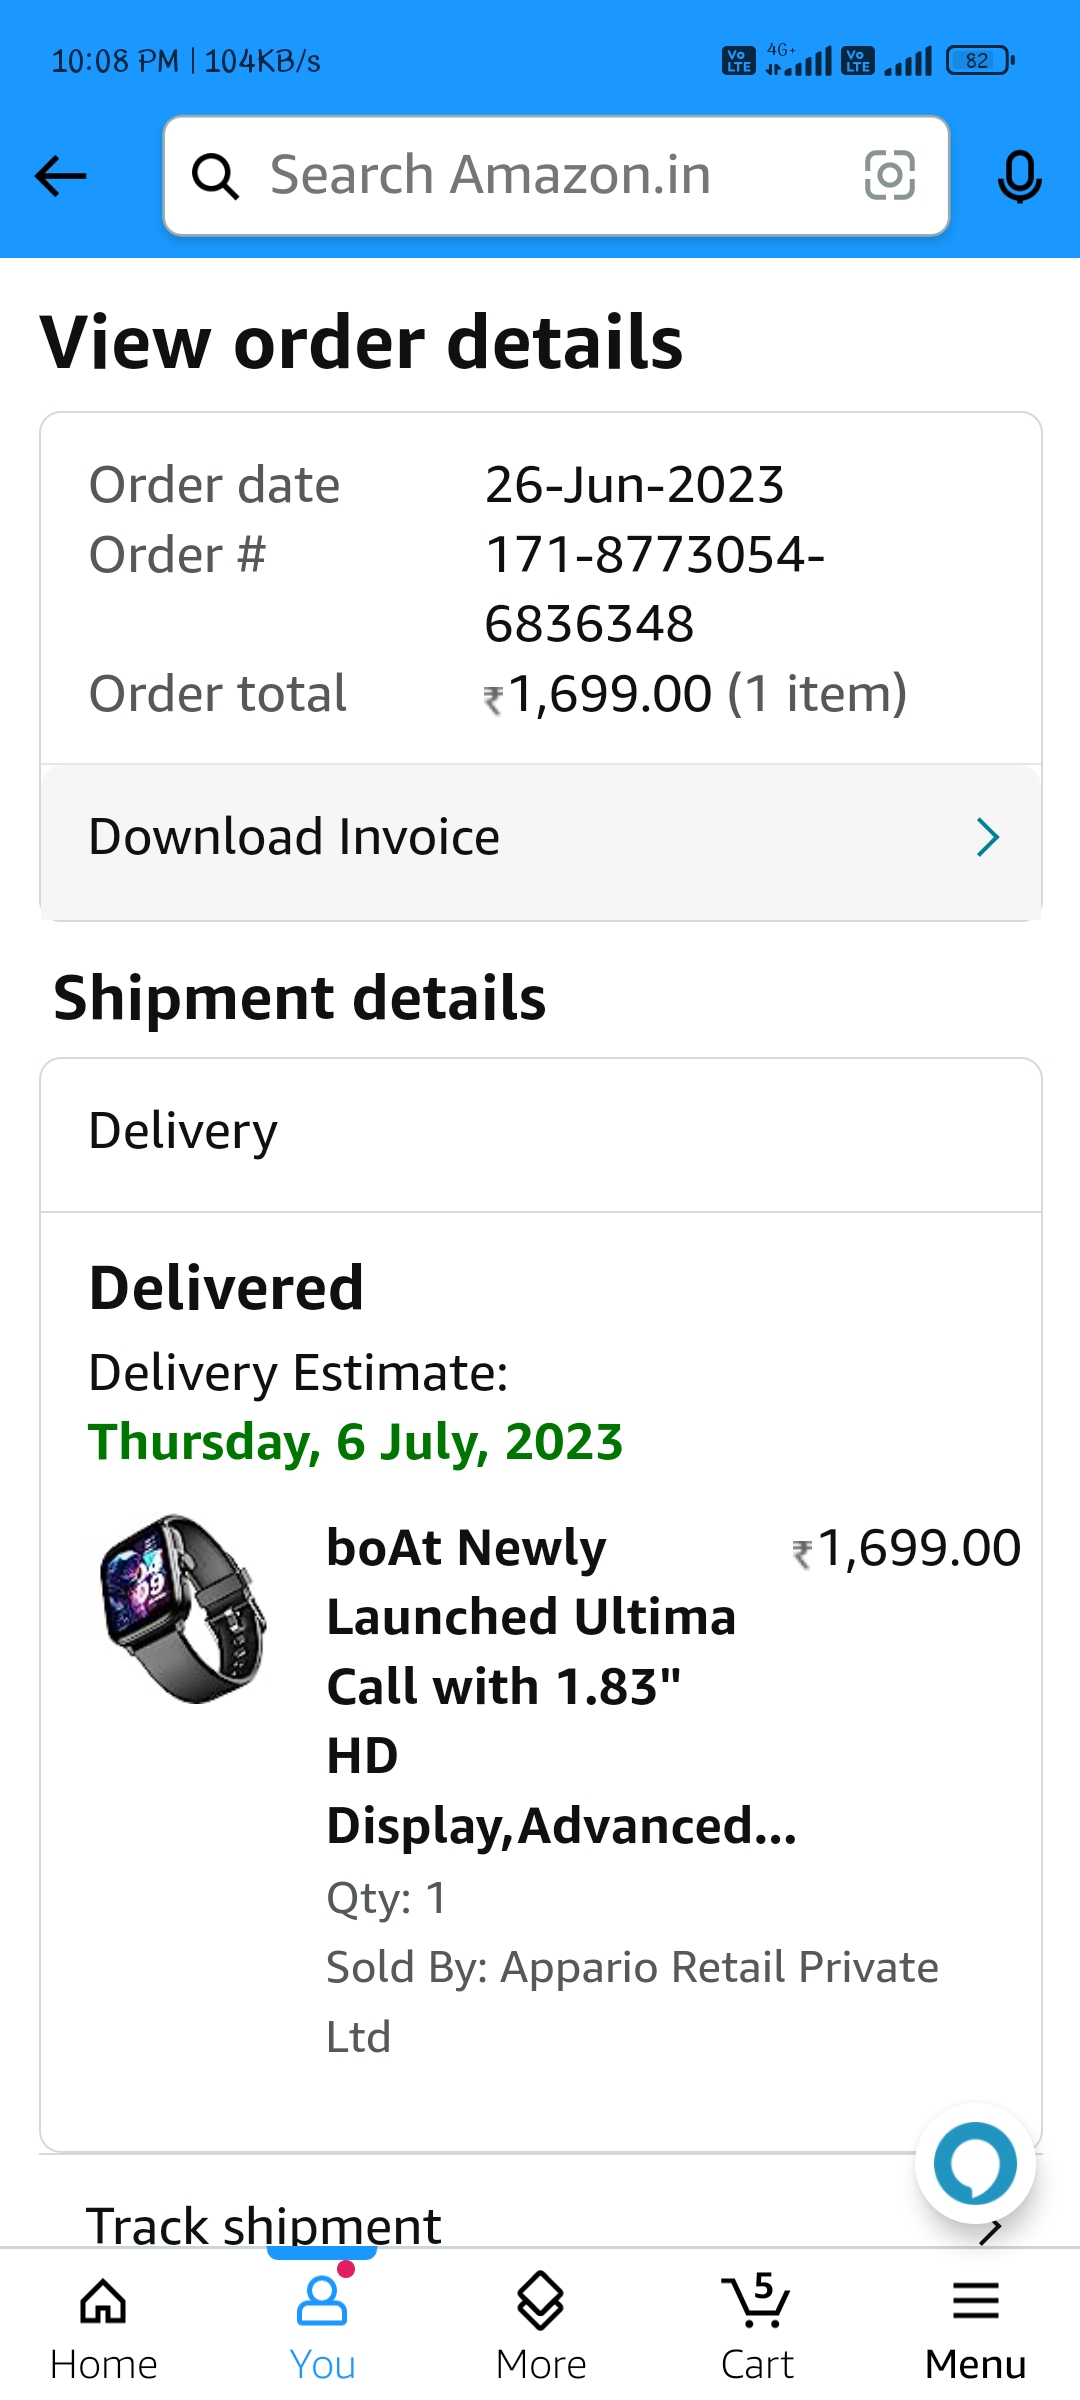 10:08 PM | 104KB/s
Vo LTE 4G+ Vo LTE 82
Search Amazon.in
View order details
Order date 26-Jun-2023
Order # 171-8773054-
6836348
Order total ₹1,699.00 (1 item)
Download Invoice
Shipment details
Delivery
Delivered
Delivery Estimate:
Thursday, 6 July, 2023
boAt Newly ₹1,699.00
Launched Ultima
Call with 1.83"
HD
Display,Advanced...
Qty: 1
Sold By: Appario Retail Private
Ltd
Track shipment
5
Home You More Cart Menu